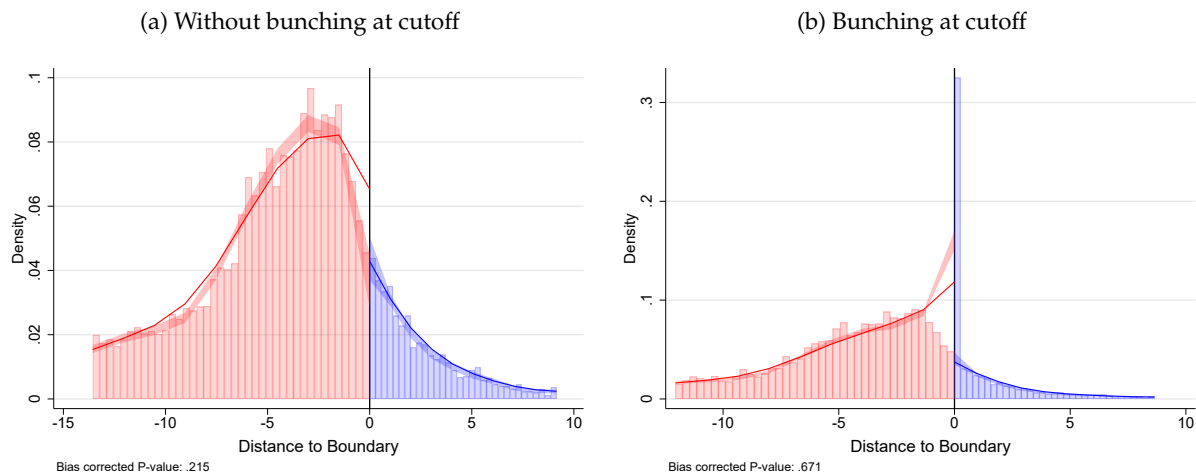 (a) Without bunching at cutoff
(b) Bunching at cutoff
.1
.08
.06
.04
.02
0
Density
-15
-10
-5
0
5
10
Distance to Boundary
Bias corrected P-value: .215
.3
.2
.1
0
Density
-10
-5
0
5
10
Distance to Boundary
Bias corrected P-value: .671